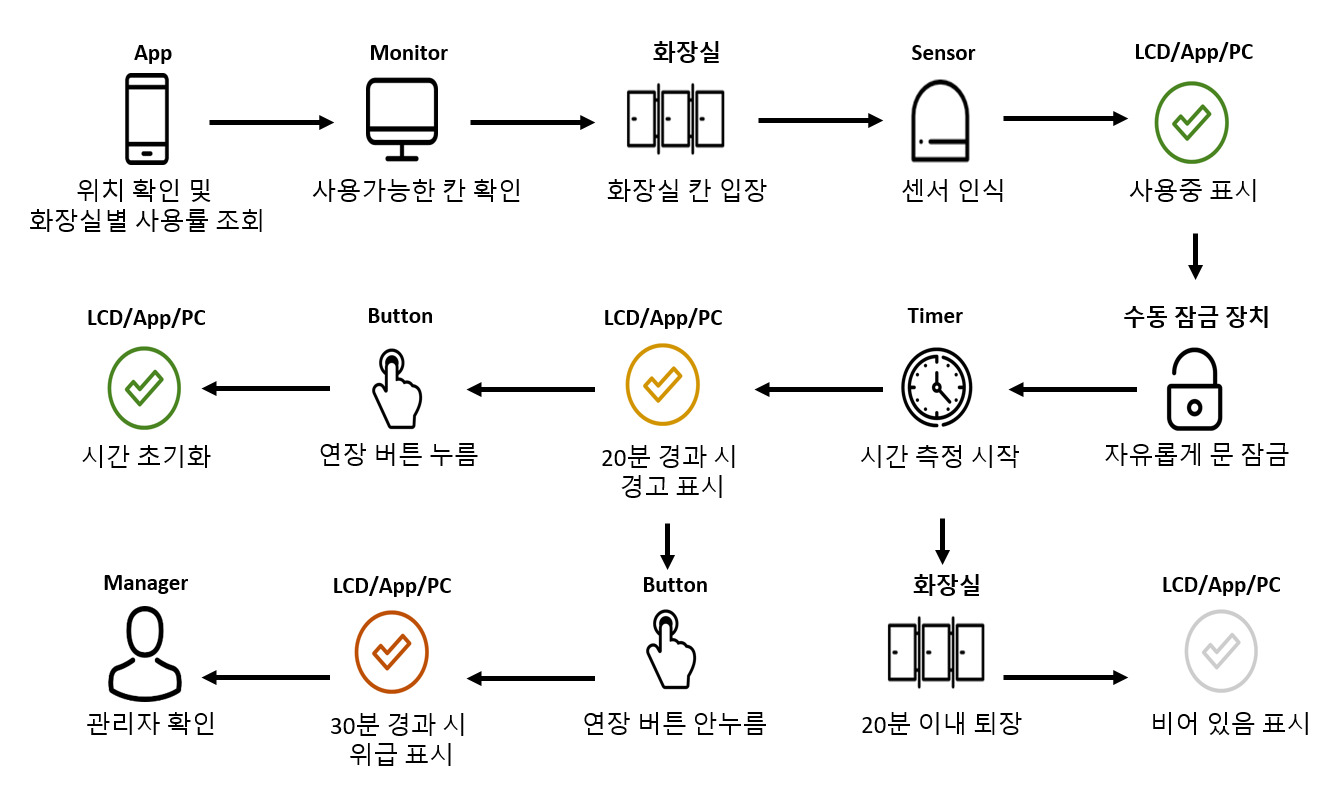 App
위치 확인 및
화장실별 사용률 조회
Monitor
사용가능한 칸 확인
화장실
화장실 칸 입장
Sensor
센서 인식
LCD/App/PC
사용중 표시
LCD/App/PC
시간 초기화
Button
연장 버튼 누름
LCD/App/PC
20분 경과 시
경고 표시
Timer
시간 측정 시작
수동 잠금 장치
자유롭게 문 잠금
Manager
관리자 확인
LCD/App/PC
30분 경과 시
위급 표시
Button
연장 버튼 안누름
화장실
20분 이내 퇴장
LCD/App/PC
비어 있음 표시